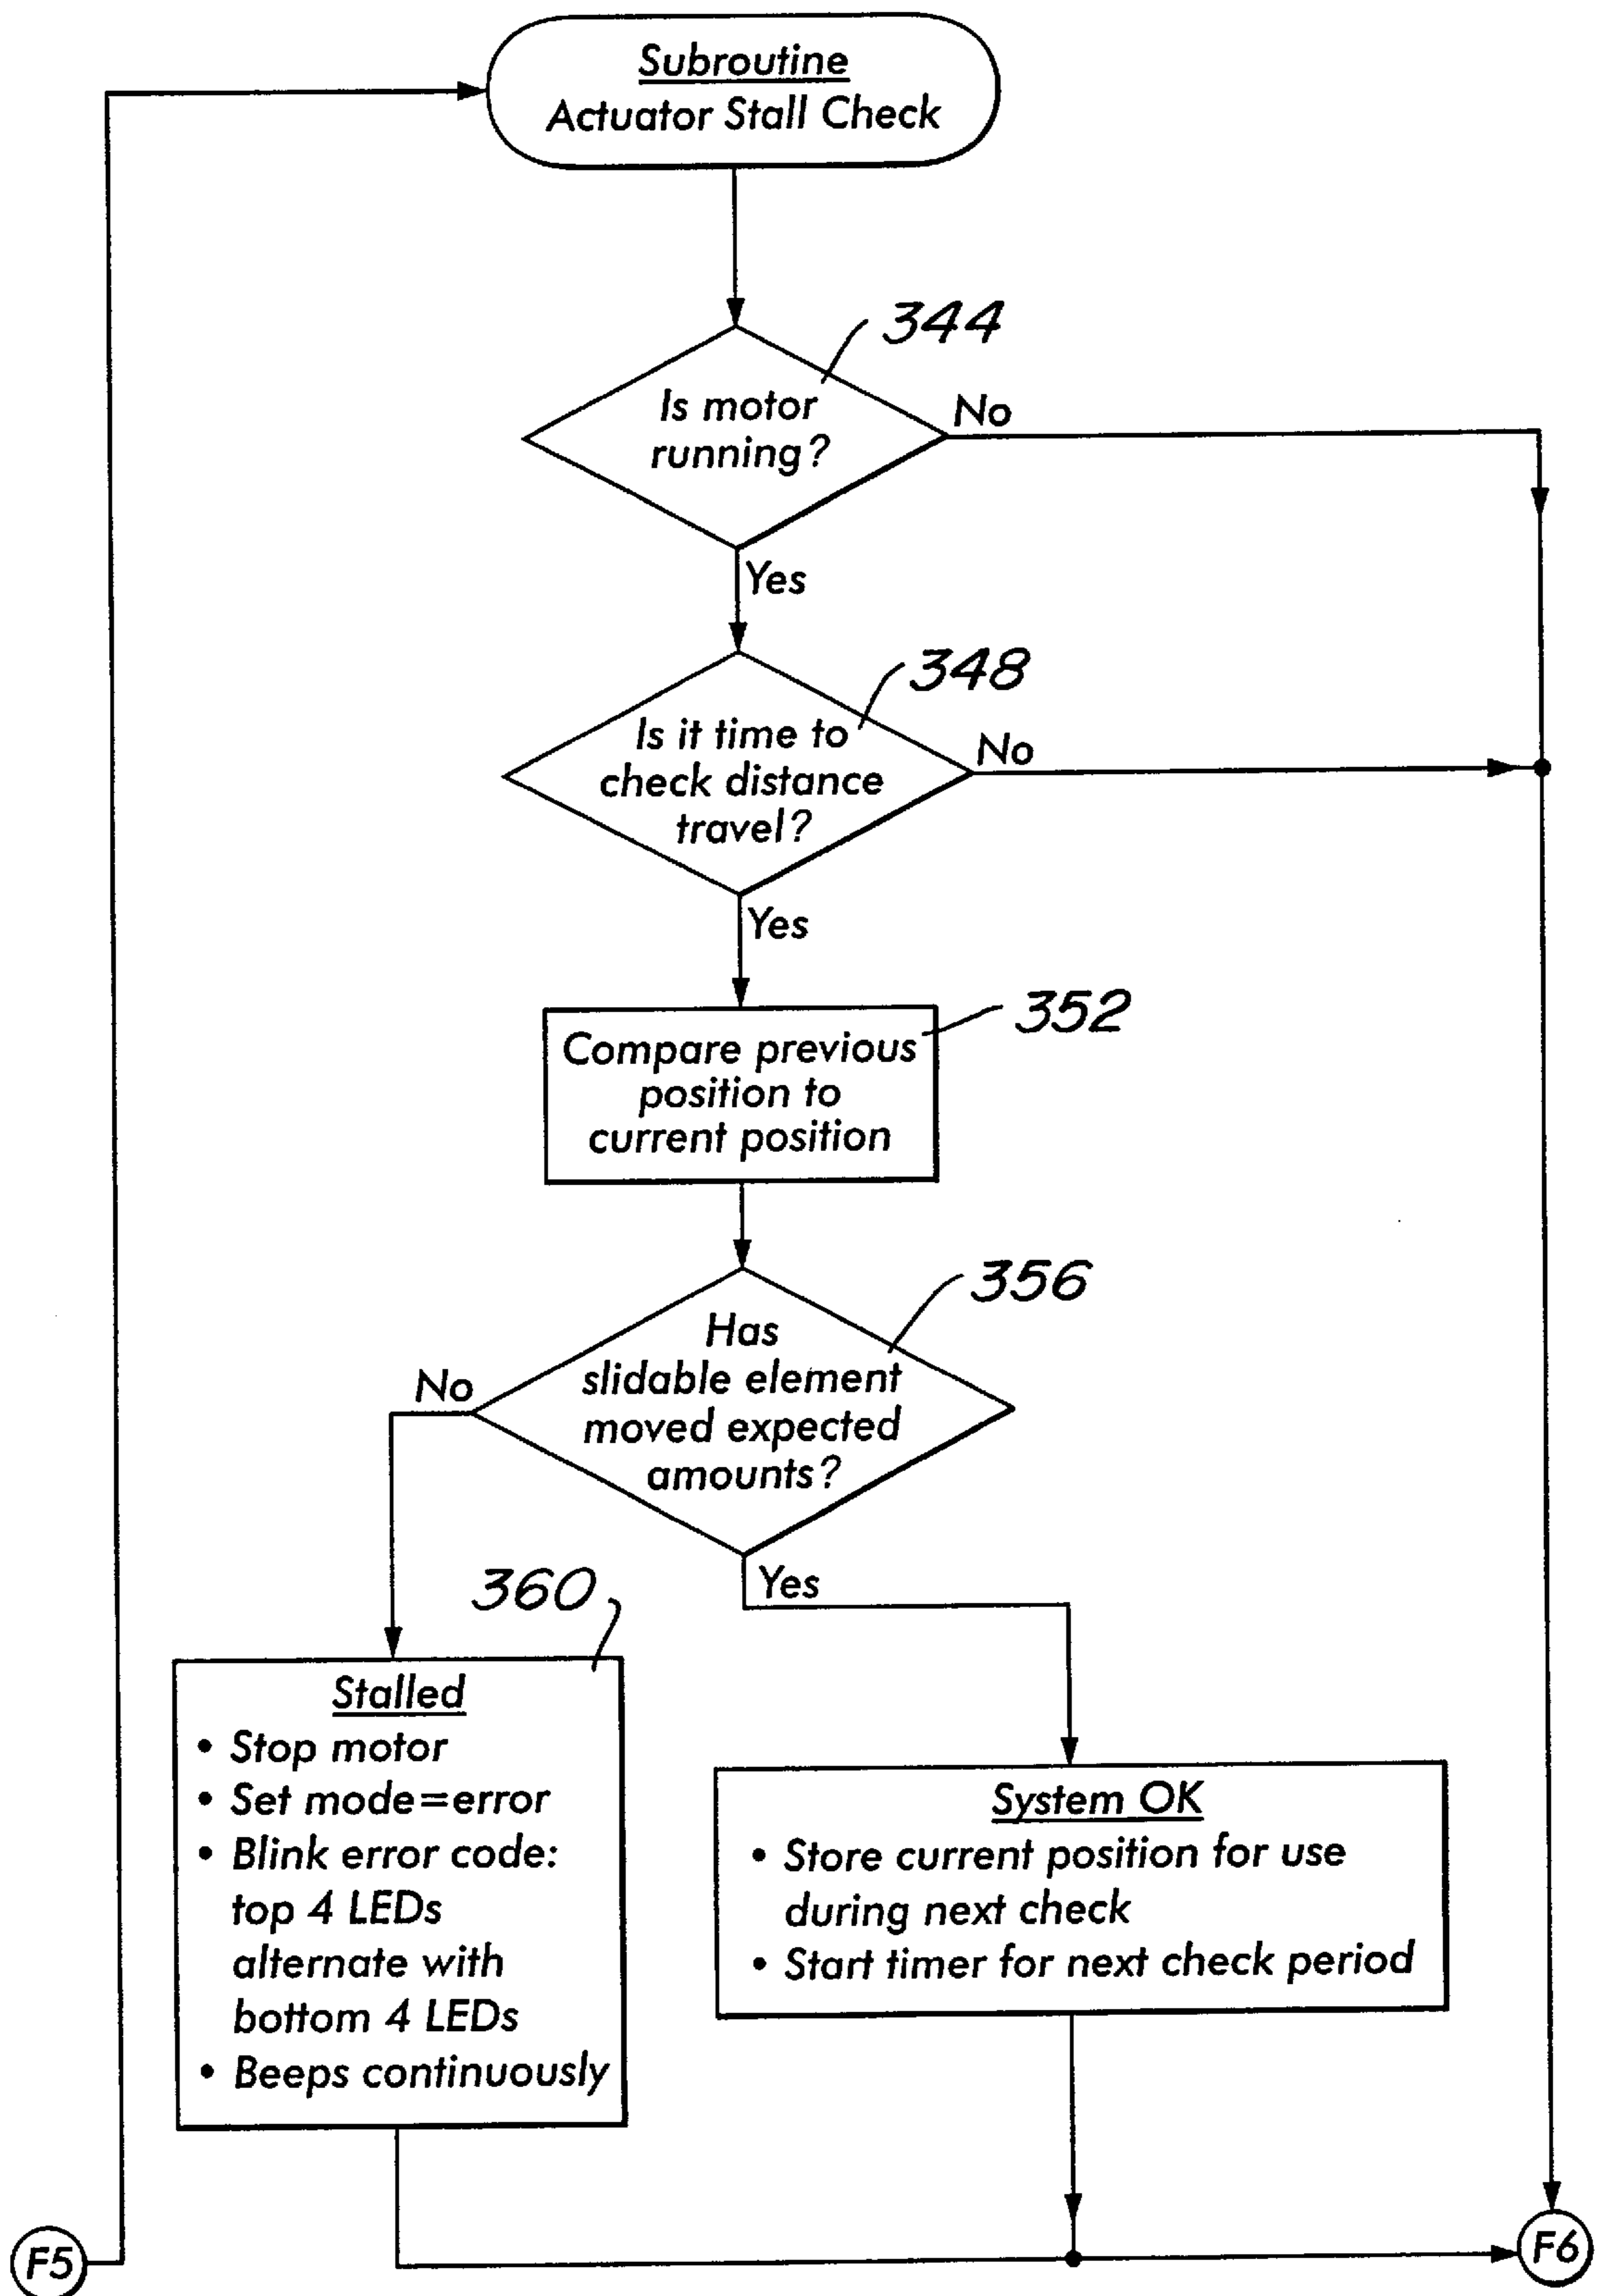 Subroutine
Actuator Stall Check
344
Is motor
running?
No
Yes
348
Is it time to
check distance
travel?
No
Yes
352
Compare previous
position to
current position
356
Has
slidable element
moved expected
amounts?
No
Yes
360
Stalled
• Stop motor
• Set mode=error
• Blink error code:
top 4 LEDs
alternate with
bottom 4 LEDs
• Beeps continuously
System OK
• Store current position for use
during next check
• Start timer for next check period
F5
F6